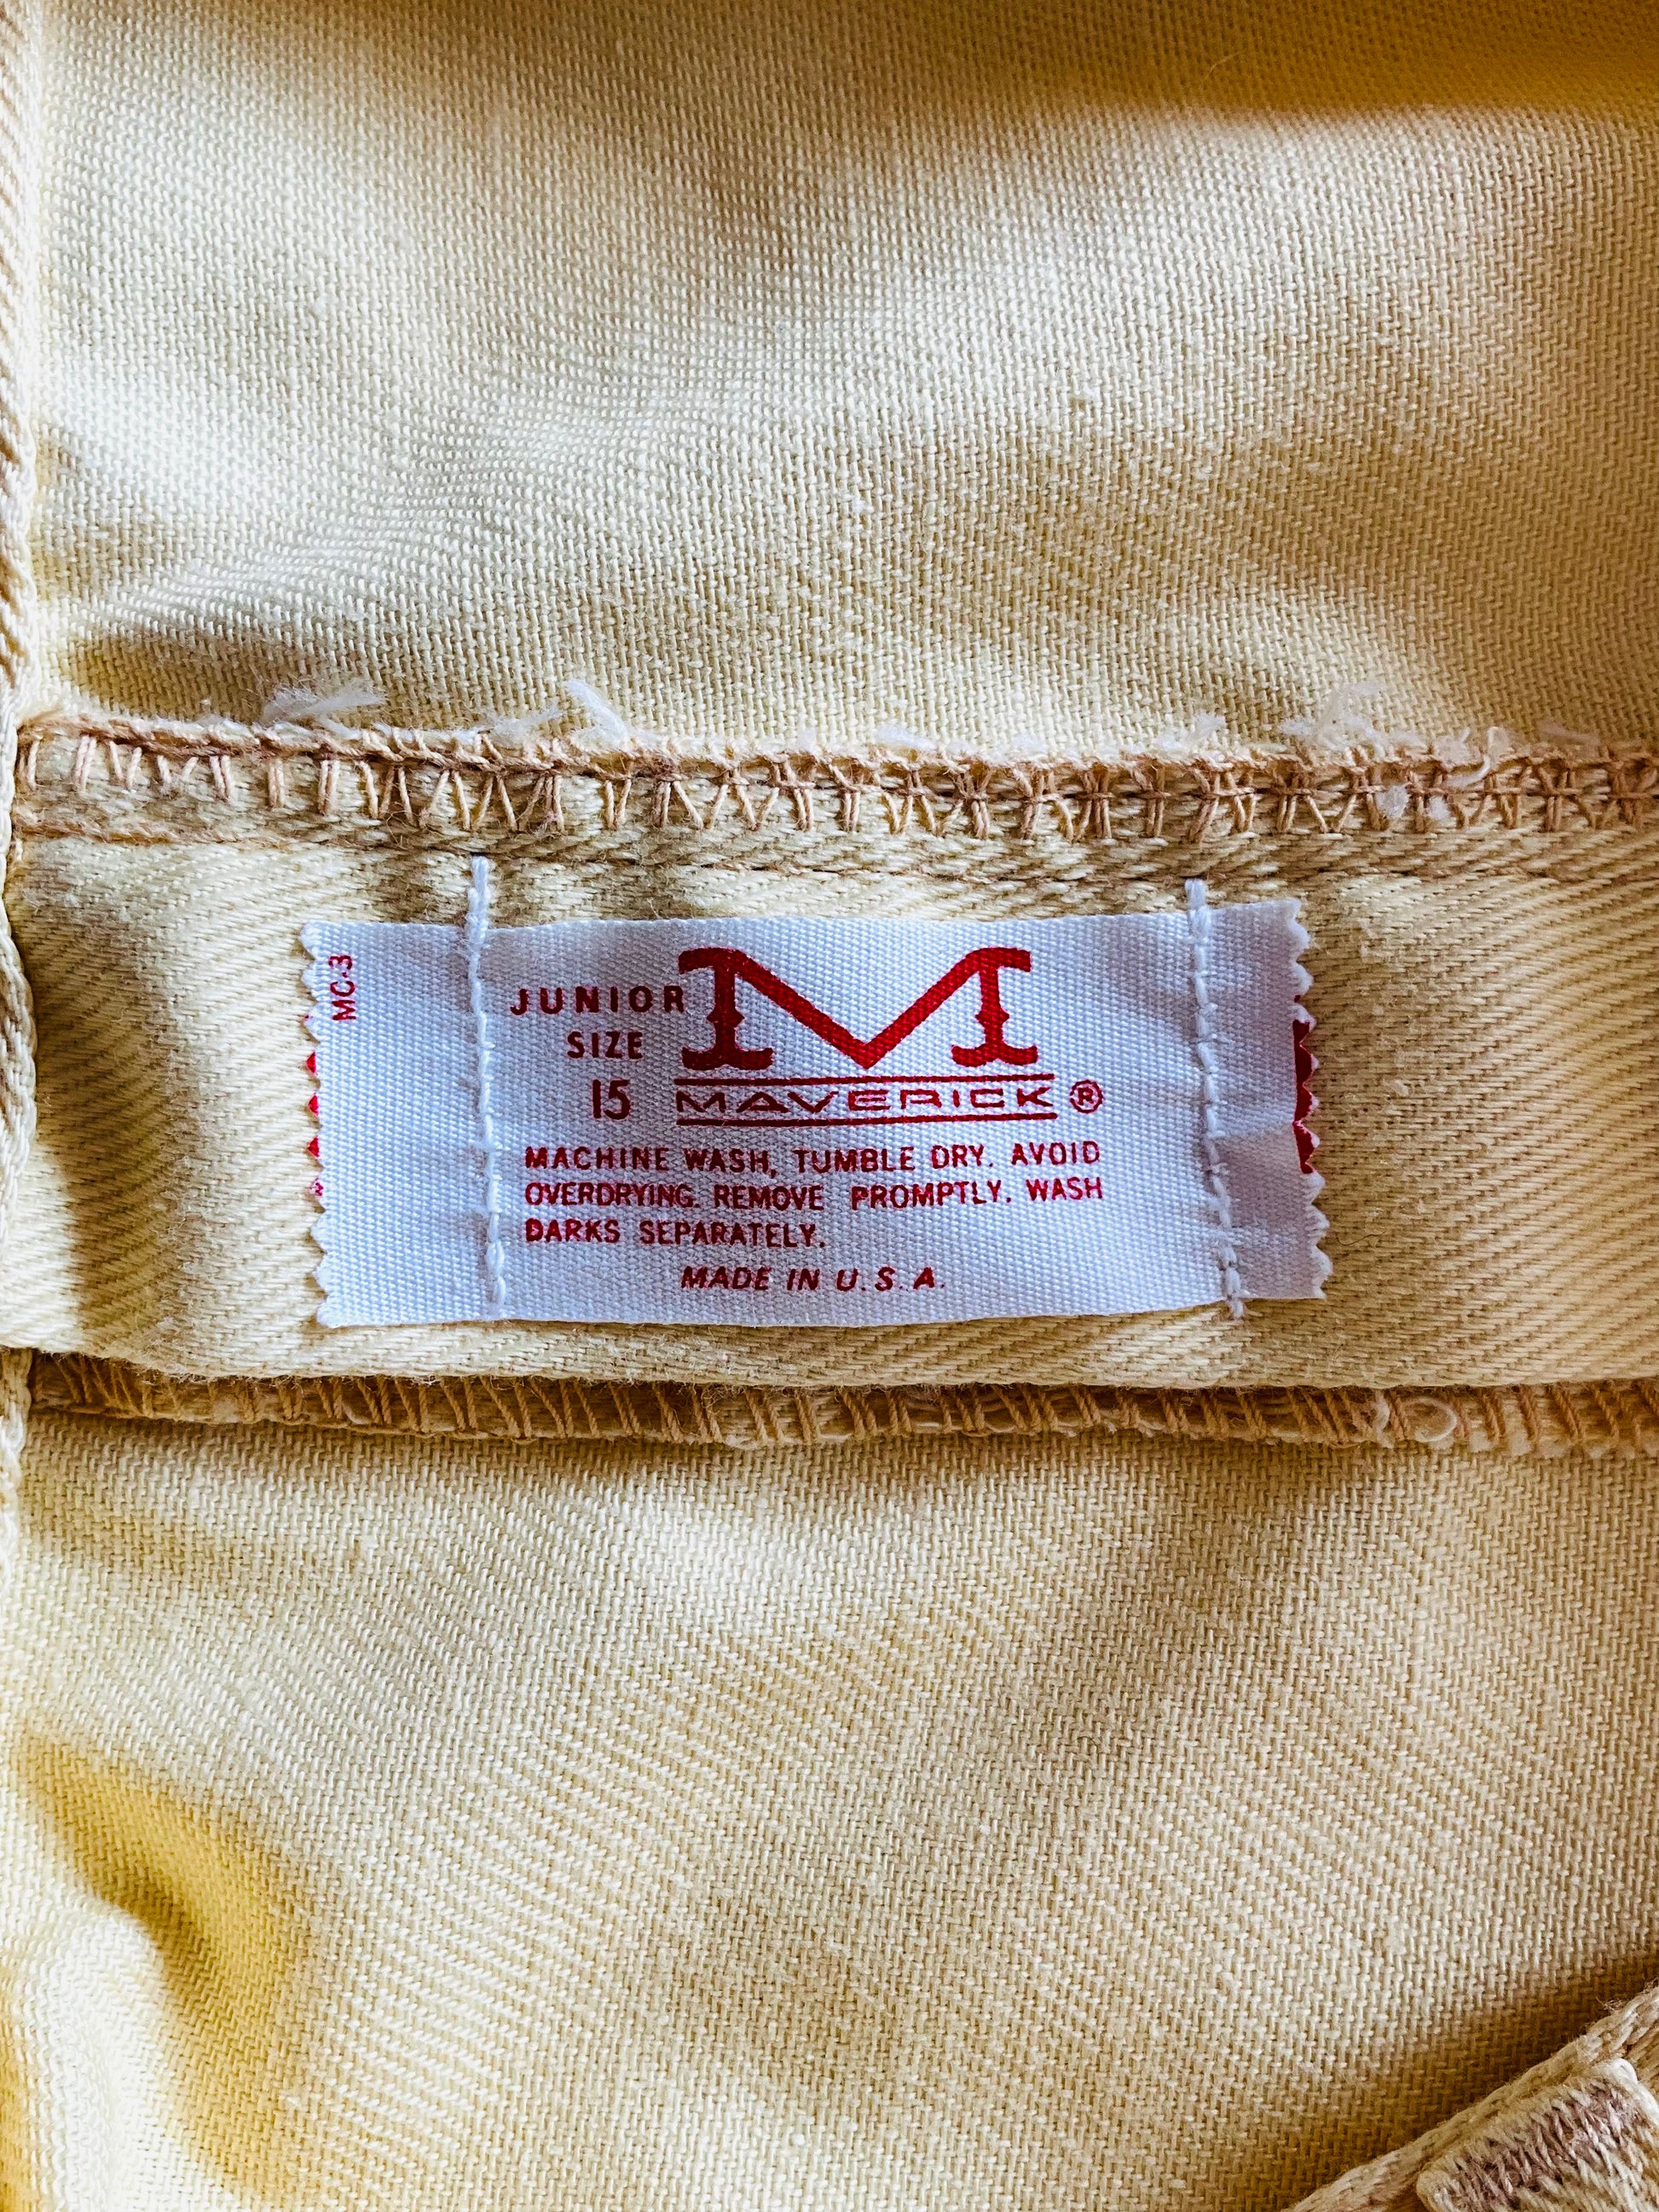 MC-3
JUNIOR
SIZE
15
M
MAVERICK ®
MACHINE WASH, TUMBLE DRY. AVOID
OVERDRYING. REMOVE PROMPTLY. WASH
DARKS SEPARATELY.
MADE IN U.S.A.